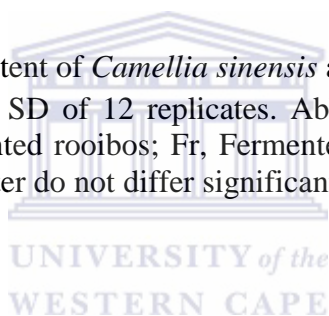 tent of Camellia sinensis a
SD of 12 replicates. Ab
nted rooibos; Fr, Fermente
er do not differ significan
UNIVERSITY of the
WESTERN CAPE